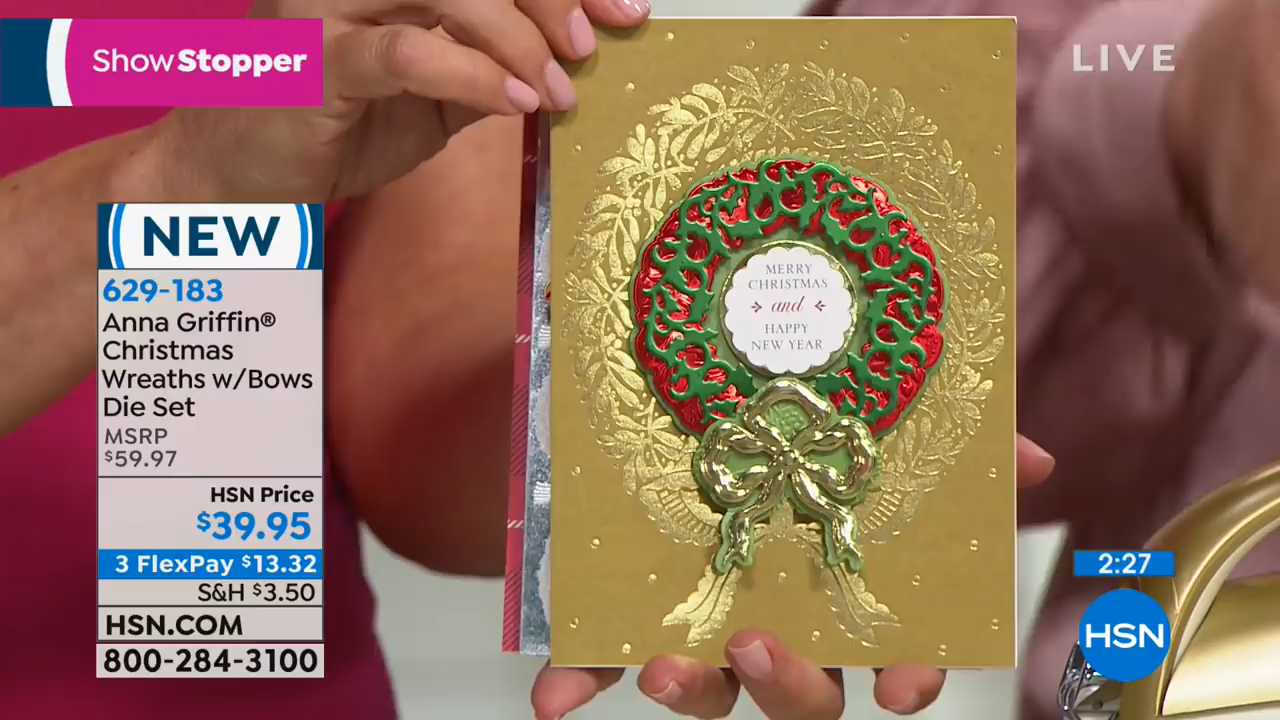 ShowStopper
LIVE
NEW
629-183
Anna Griffin®
Christmas
Wreaths w/Bows
Die Set
MSRP
$59.97
HSN Price
$39.95
3 FlexPay $13.32
S&H $3.50
HSN.COM
800-284-3100
MERRY
CHRISTMAS
and
HAPPY
NEW YEAR
2:27
HSN